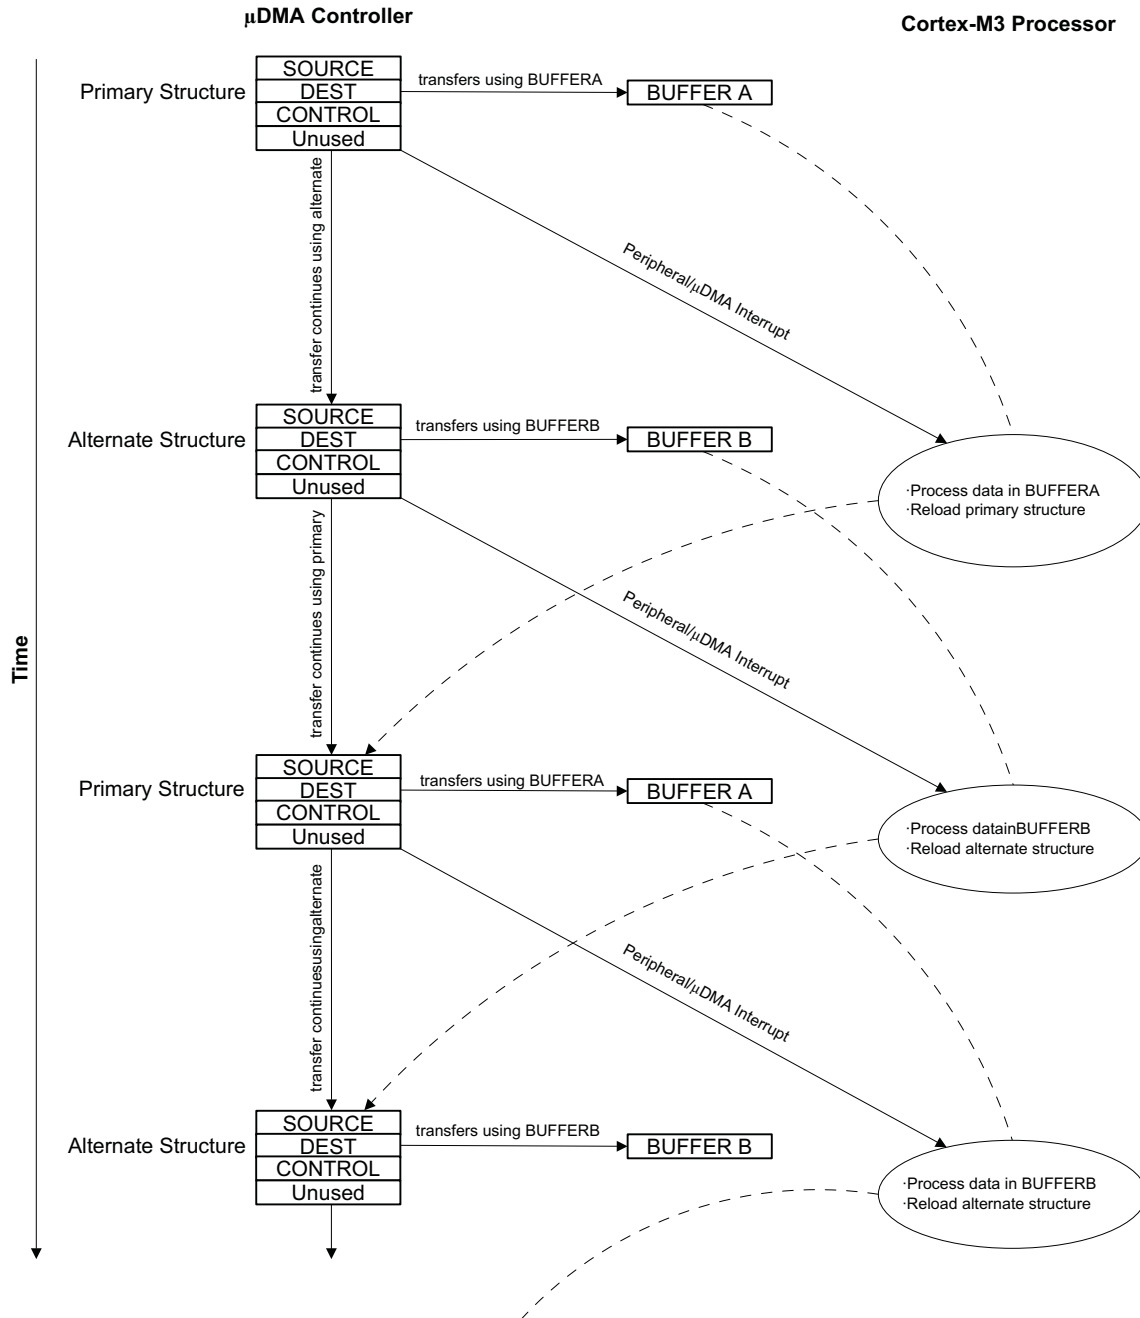 μDMA Controller
Cortex-M3 Processor
Time
Primary Structure
SOURCE
DEST
CONTROL
Unused
transfers using BUFFERA
BUFFER A
transfer continues using alternate
Peripheral/μDMA Interrupt
Alternate Structure
SOURCE
DEST
CONTROL
Unused
transfers using BUFFERB
BUFFER B
·Process data in BUFFERA
·Reload primary structure
transfer continues using primary
Peripheral/μDMA Interrupt
Primary Structure
SOURCE
DEST
CONTROL
Unused
transfers using BUFFERA
BUFFER A
·Process datainBUFFERB
·Reload alternate structure
transfer continuesusingalternate
Peripheral/μDMA Interrupt
Alternate Structure
SOURCE
DEST
CONTROL
Unused
transfers using BUFFERB
BUFFER B
·Process data in BUFFERB
·Reload alternate structure